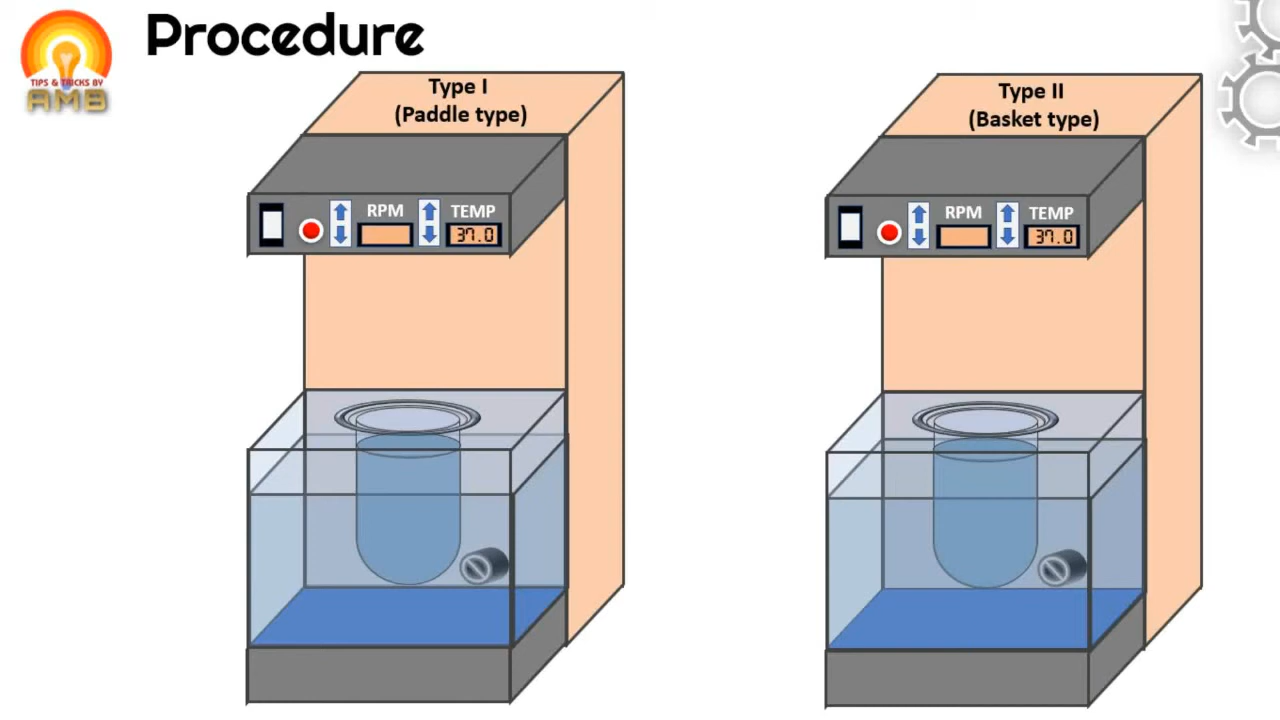 Procedure
TIPS & TRICKS BY
AMB
Type I
(Paddle type)
RPM
TEMP
37.0
Type II
(Basket type)
RPM
TEMP
37.0